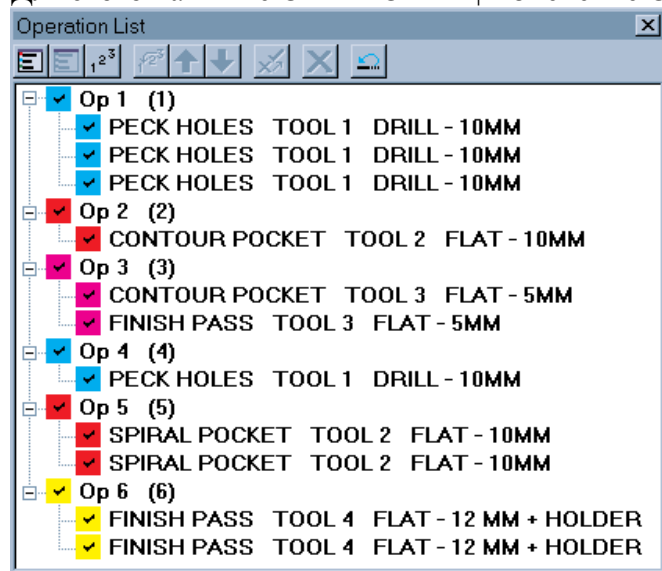 Operation List
Op 1 (1)
PECK HOLES TOOL 1 DRILL - 10MM
PECK HOLES TOOL 1 DRILL - 10MM
PECK HOLES TOOL 1 DRILL - 10MM
Op 2 (2)
CONTOUR POCKET TOOL 2 FLAT - 10MM
Op 3 (3)
CONTOUR POCKET TOOL 3 FLAT - 5MM
FINISH PASS TOOL 3 FLAT - 5MM
Op 4 (4)
PECK HOLES TOOL 1 DRILL - 10MM
Op 5 (5)
SPIRAL POCKET TOOL 2 FLAT - 10MM
SPIRAL POCKET TOOL 2 FLAT - 10MM
Op 6 (6)
FINISH PASS TOOL 4 FLAT - 12 MM + HOLDER
FINISH PASS TOOL 4 FLAT - 12 MM + HOLDER